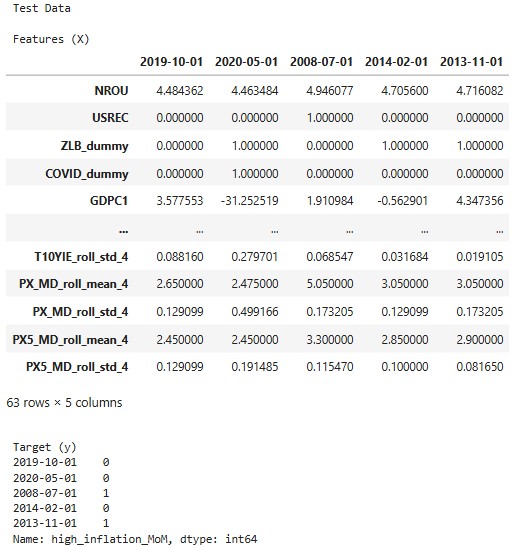 Test Data
Features (X)
2019-10-01 2020-05-01 2008-07-01 2014-02-01 2013-11-01
NROU 4.484362 4.463484 4.946077 4.705600 4.716082
USREC 0.000000 0.000000 1.000000 0.000000 0.000000
ZLB_dummy 0.000000 1.000000 0.000000 1.000000 1.000000
COVID_dummy 0.000000 1.000000 0.000000 0.000000 0.000000
GDPC1 3.577553 -31.252519 1.910984 -0.562901 4.347356
... ... ... ... ... ...
T10YIE_roll_std_4 0.088160 0.279701 0.068547 0.031684 0.019105
PX_MD_roll_mean_4 2.650000 2.475000 5.050000 3.050000 3.050000
PX_MD_roll_std_4 0.129099 0.499166 0.173205 0.129099 0.173205
PX5_MD_roll_mean_4 2.450000 2.450000 3.300000 2.850000 2.900000
PX5_MD_roll_std_4 0.129099 0.191485 0.115470 0.100000 0.081650
63 rows × 5 columns
Target (y)
2019-10-01 0
2020-05-01 0
2008-07-01 1
2014-02-01 0
2013-11-01 1
Name: high_inflation_MoM, dtype: int64